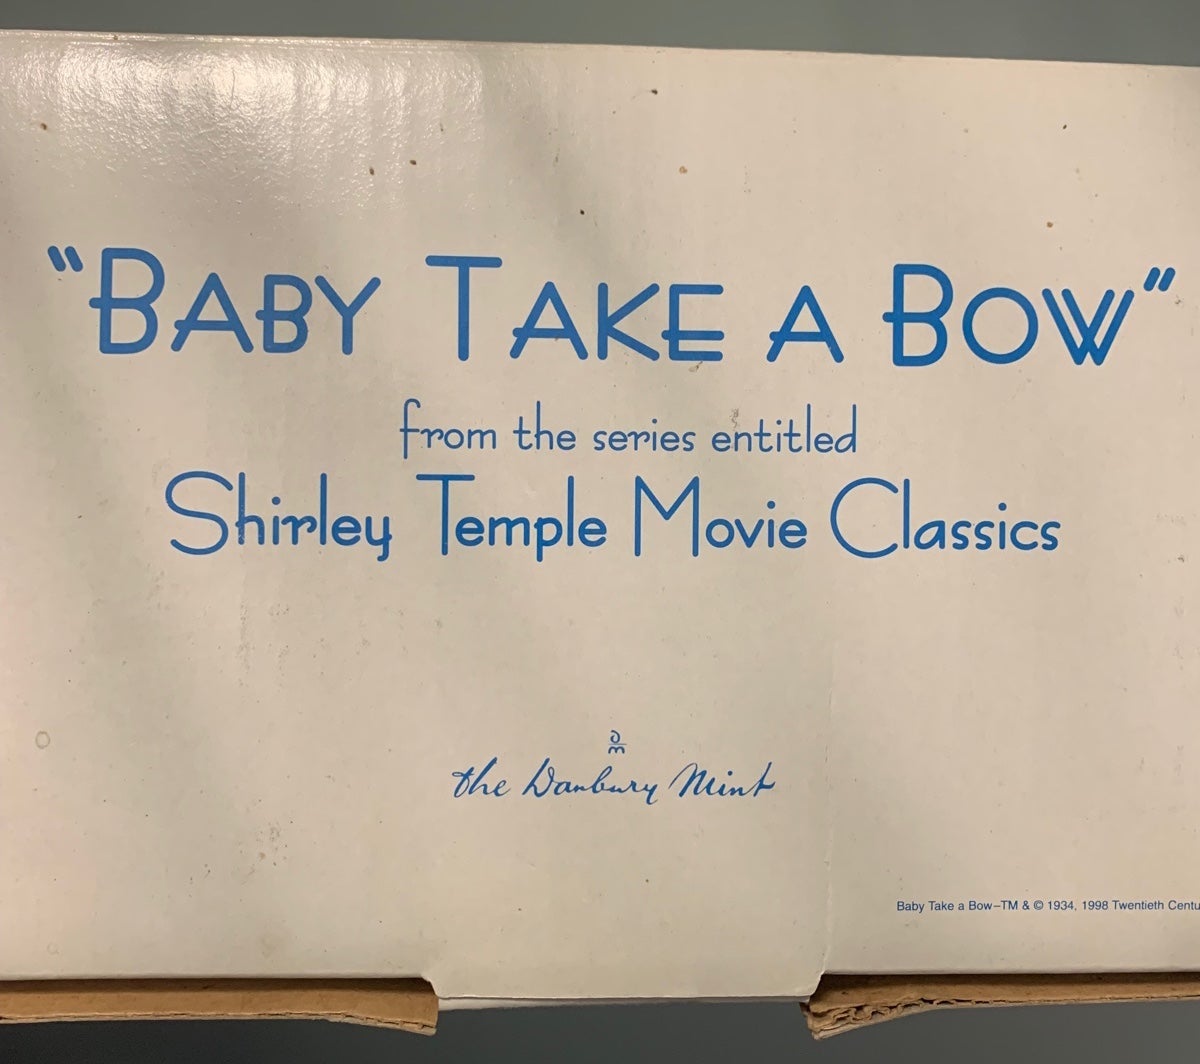 "BABY TAKE A BOW"
from the series entitled
Shirley Temple Movie Classics
DM
the Danbury Mint
Baby Take a Bow–TM & © 1934, 1998 Twentieth